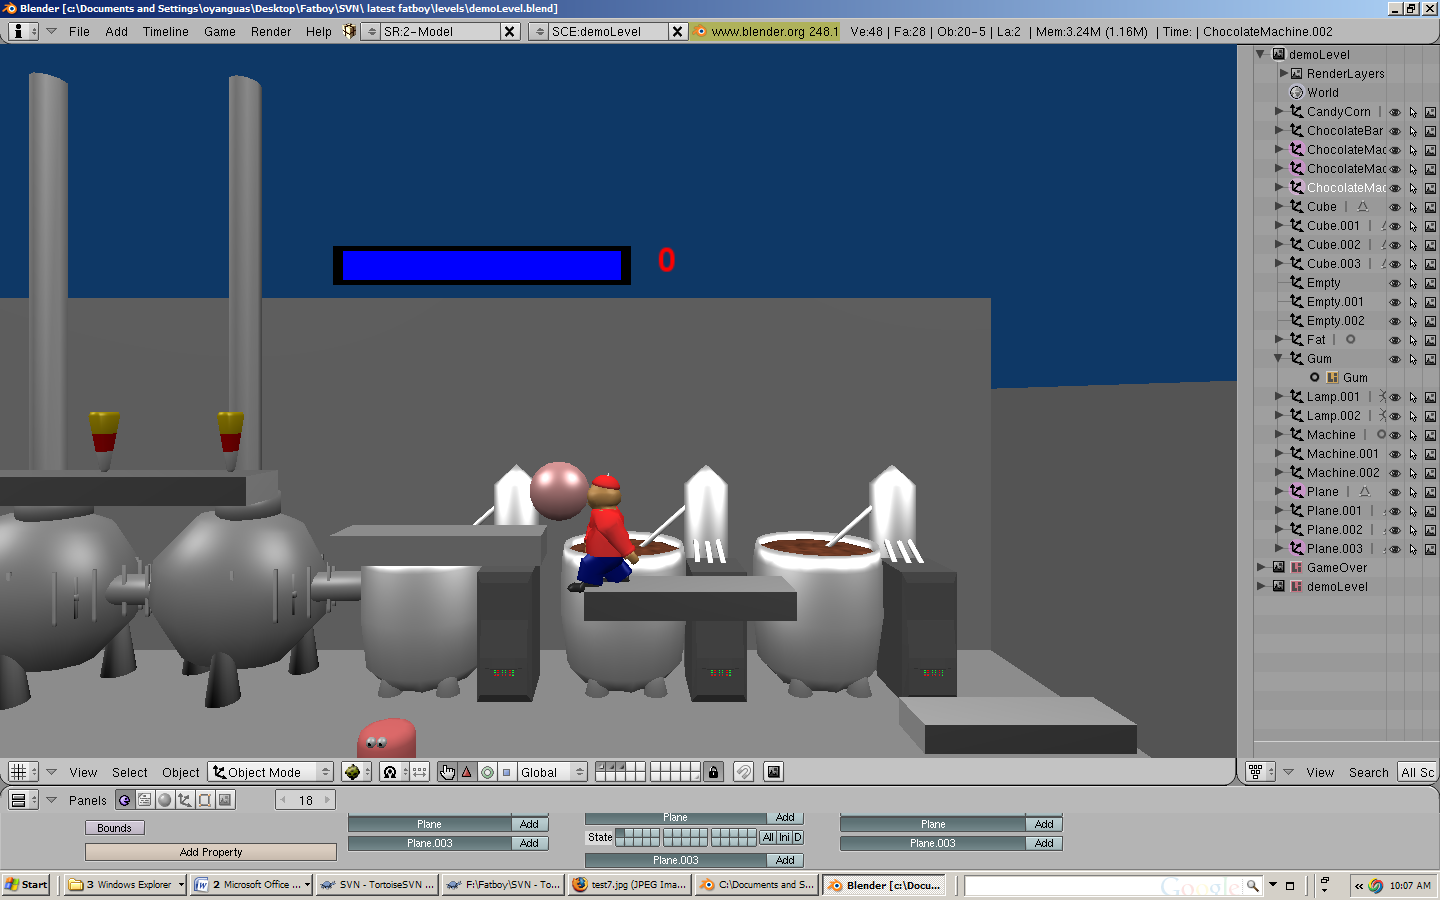 Blender [c:\Documents and Settings\oyanguas\Desktop\Fatboy\SVN\ latest fatboy\levels\demoLevel.blend]
File Add Timeline Game Render Help SR:2-Model SCE:demoLevel www.blender.org 248.1 Ve:48 | Fa:28 | Ob:20-5 | La:2 | Mem:3.24M (1.16M) | Time: | ChocolateMachine.002
demoLevel
RenderLayers
World
CandyCorn
ChocolateBar
ChocolateMac
ChocolateMac
ChocolateMac
Cube
Cube.001
Cube.002
Cube.003
Empty
Empty.001
Empty.002
Fat
Gum
Gum
Lamp.001
Lamp.002
Machine
Machine.001
Machine.002
Plane
Plane.001
Plane.002
Plane.003
GameOver
demoLevel
0
View Select Object Object Mode Global
View Search All Sc
Panels 18
Bounds
Add Property
Plane Add
Plane.003 Add
Plane Add
State All Ini D
Plane.003 Add
Plane Add
Plane.003 Add
Start 3 Windows Explorer 2 Microsoft Office ... SVN - TortoiseSVN ... F:\Fatboy\SVN - To... test7.jpg (JPEG Ima... C:\Documents and S... Blender [c:\Docu... Google 10:07 AM